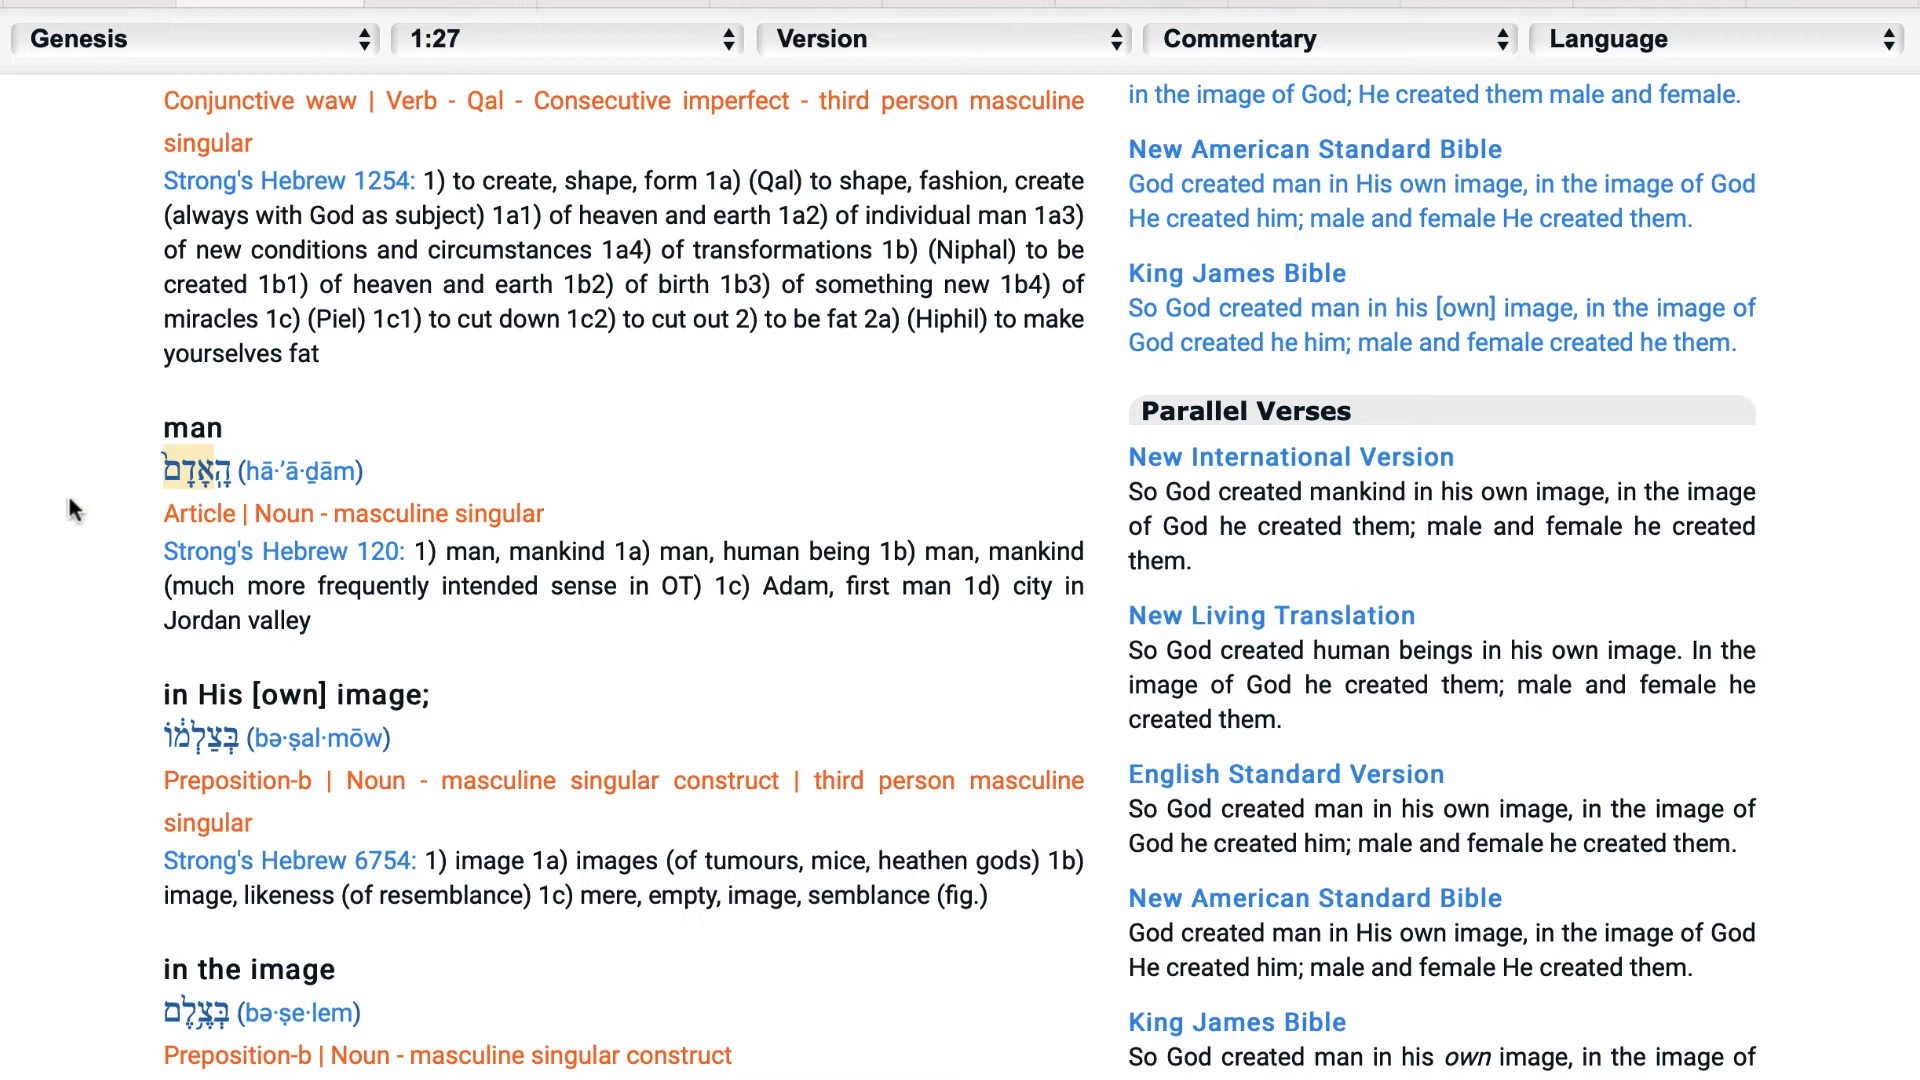 Genesis
1:27
Version
Commentary
Language
Conjunctive waw | Verb - Qal - Consecutive imperfect - third person masculine
singular
Strong's Hebrew 1254: 1) to create, shape, form 1a) (Qal) to shape, fashion, create
(always with God as subject) 1a1) of heaven and earth 1a2) of individual man 1a3)
of new conditions and circumstances 1a4) of transformations 1b) (Niphal) to be
created 1b1) of heaven and earth 1b2) of birth 1b3) of something new 1b4) of
miracles 1c) (Piel) 1c1) to cut down 1c2) to cut out 2) to be fat 2a) (Hiphil) to make
yourselves fat
man
הָֽאָדָם֙ (hā·’ā·ḏām)
Article | Noun - masculine singular
Strong's Hebrew 120: 1) man, mankind 1a) man, human being 1b) man, mankind
(much more frequently intended sense in OT) 1c) Adam, first man 1d) city in
Jordan valley
in His [own] image;
בְּצַלְמ֔וֹ (bə·ṣal·mōw)
Preposition-b | Noun - masculine singular construct | third person masculine
singular
Strong's Hebrew 6754: 1) image 1a) images (of tumours, mice, heathen gods) 1b)
image, likeness (of resemblance) 1c) mere, empty, image, semblance (fig.)
in the image
בְּצֶ֥לֶם (bə·ṣe·lem)
Preposition-b | Noun - masculine singular construct
in the image of God; He created them male and female.
New American Standard Bible
God created man in His own image, in the image of God
He created him; male and female He created them.
King James Bible
So God created man in his [own] image, in the image of
God created he him; male and female created he them.
Parallel Verses
New International Version
So God created mankind in his own image, in the image
of God he created them; male and female he created
them.
New Living Translation
So God created human beings in his own image. In the
image of God he created them; male and female he
created them.
English Standard Version
So God created man in his own image, in the image of
God he created him; male and female he created them.
New American Standard Bible
God created man in His own image, in the image of God
He created him; male and female He created them.
King James Bible
So God created man in his own image, in the image of